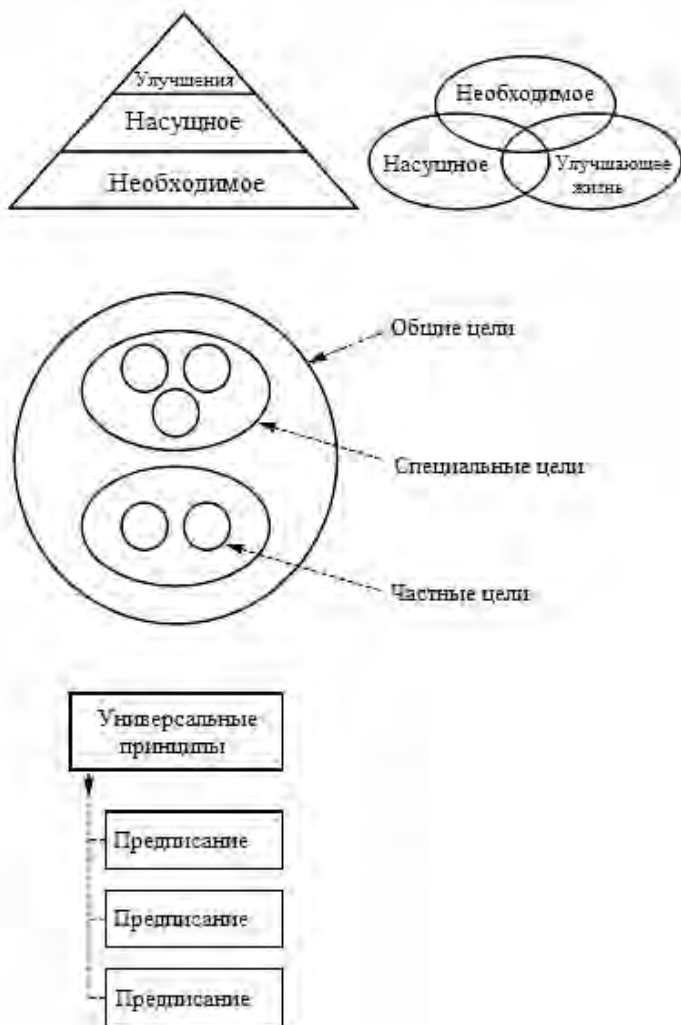 Улучшения
Насущное
Необходимое
Необходимое
Насущное
Улучшающее
жизнь
Общие цели
Специальные цели
Частные цели
Универсальные
принципы
Предписание
Предписание
Предписание